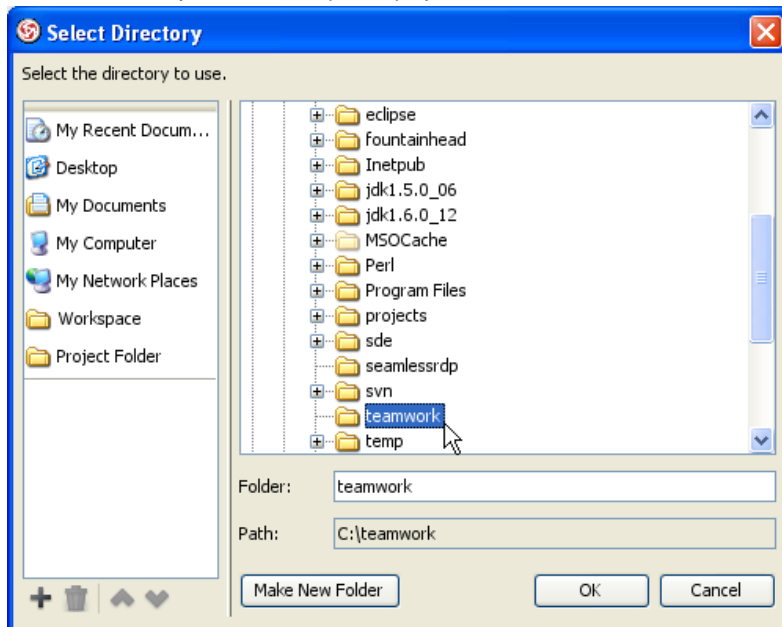 Select Directory
Select the directory to use.
My Recent Docum...
Desktop
My Documents
My Computer
My Network Places
Workspace
Project Folder
eclipse
fountainhead
Inetpub
jdk1.5.0_06
jdk1.6.0_12
MSOCache
Perl
Program Files
projects
sde
seamlessrdp
svn
teamwork
temp
Folder: teamwork
Path: C:\teamwork
Make New Folder OK Cancel